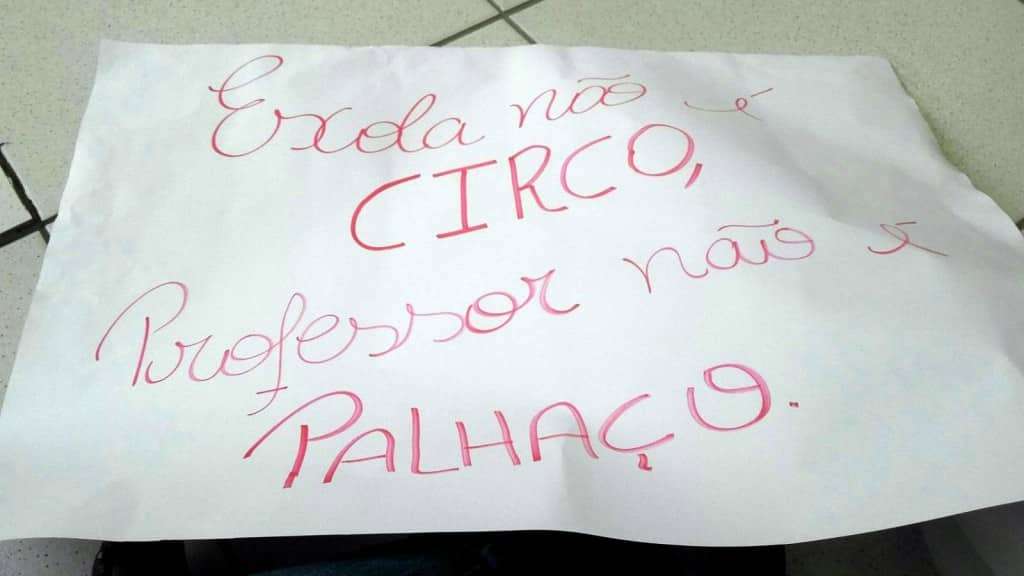 Escola não é
CIRCO,
Professor não é
PALHAÇO.